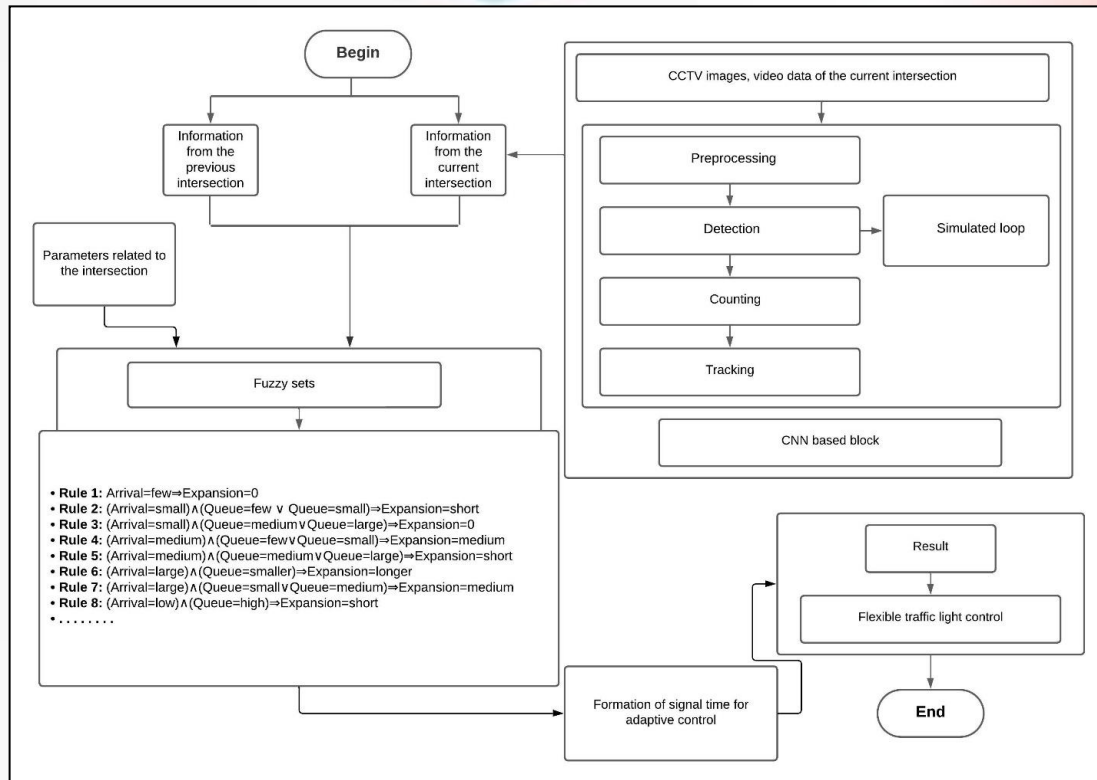 Begin
CCTV images, video data of the current intersection
Information
from the
previous
intersection
Information
from the
current
intersection
Preprocessing
Detection
Simulated loop
Counting
Tracking
CNN based block
Parameters related to
the intersection
Fuzzy sets
• Rule 1: Arrival=few⇒Expansion=0
• Rule 2: (Arrival=small)∧(Queue=few ∨ Queue=small)⇒Expansion=short
• Rule 3: (Arrival=small)∧(Queue=medium∨Queue=large)⇒Expansion=0
• Rule 4: (Arrival=medium)∧(Queue=few∨Queue=small)⇒Expansion=medium
• Rule 5: (Arrival=medium)∧(Queue=medium∨Queue=large)⇒Expansion=short
• Rule 6: (Arrival=large)∧(Queue=smaller)⇒Expansion=longer
• Rule 7: (Arrival=large)∧(Queue=small∨Queue=medium)⇒Expansion=medium
• Rule 8: (Arrival=low)∧(Queue=high)⇒Expansion=short
• . . . . . . . .
Formation of signal time for
adaptive control
Result
Flexible traffic light control
End